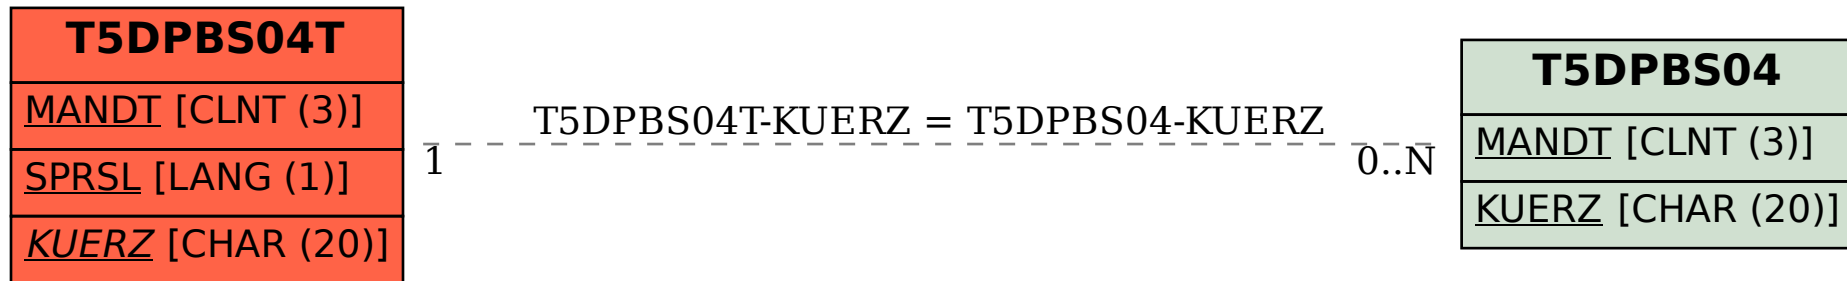 T5DPBS04T
MANDT [CLNT (3)]
SPRSL [LANG (1)]
KUERZ [CHAR (20)]
T5DPBS04T-KUERZ = T5DPBS04-KUERZ
1
0..N
T5DPBS04
MANDT [CLNT (3)]
KUERZ [CHAR (20)]